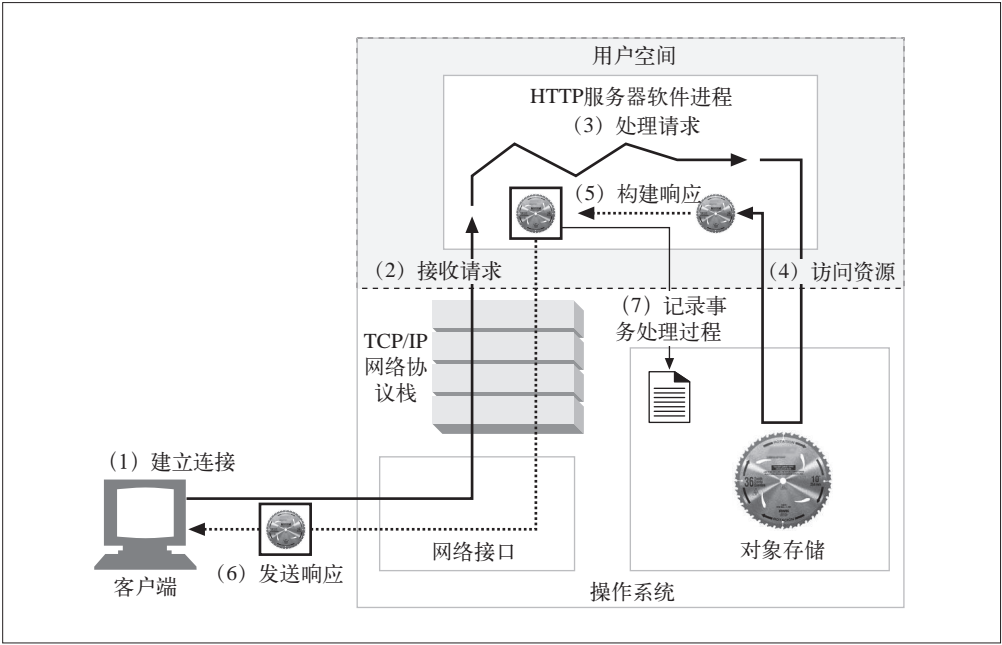 用户空间
HTTP服务器软件进程
（3）处理请求
（5）构建响应
（2）接收请求
（4）访问资源
（7）记录事
务处理过程
TCP/IP
网络协
议栈
（1）建立连接
36
10
网络接口
对象存储
（6）发送响应
客户端
操作系统